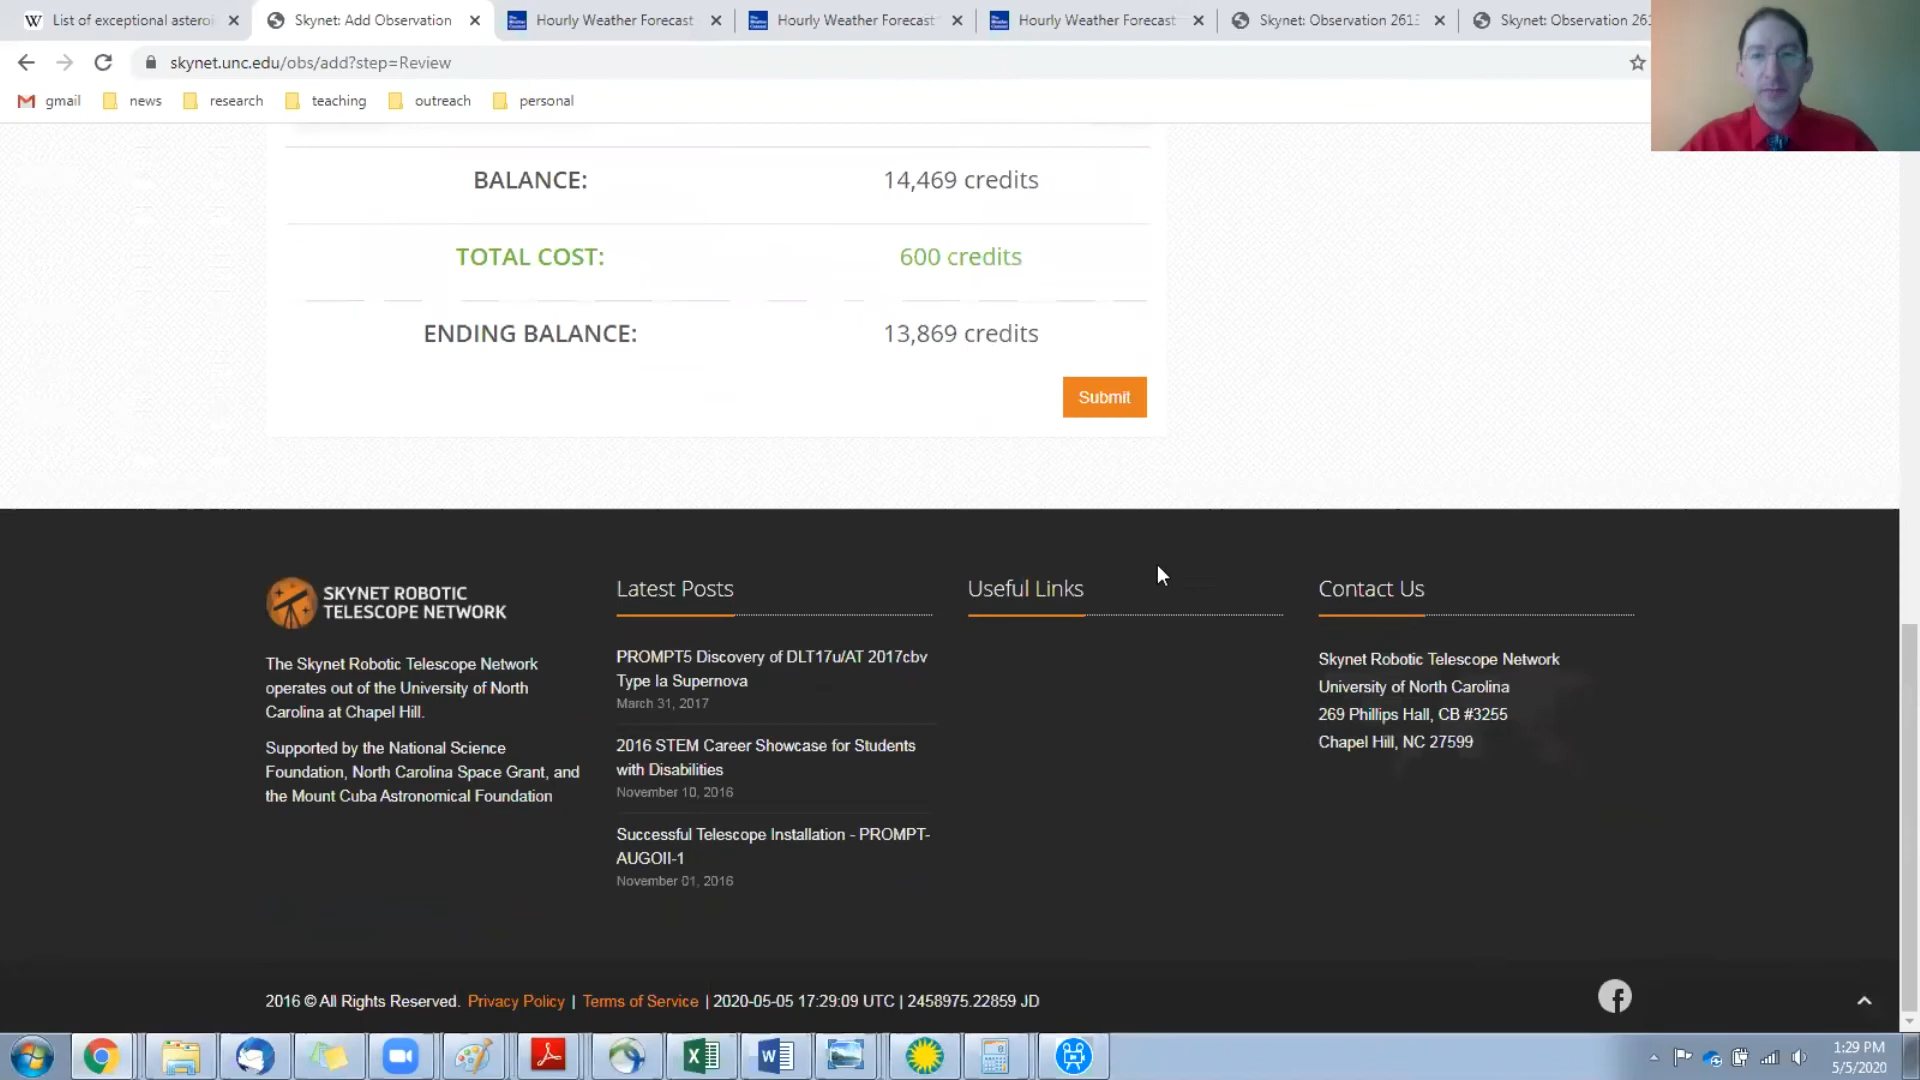 List of exceptional asteroi
Skynet: Add Observation
Hourly Weather Forecast
Hourly Weather Forecast
Hourly Weather Forecast
Skynet: Observation 2613
Skynet: Observation 261
skynet.unc.edu/obs/add?step=Review
gmail
news
research
teaching
outreach
personal
BALANCE: 14,469 credits
TOTAL COST: 600 credits
ENDING BALANCE: 13,869 credits
Submit
SKYNET ROBOTIC
TELESCOPE NETWORK
The Skynet Robotic Telescope Network
operates out of the University of North
Carolina at Chapel Hill.
Supported by the National Science
Foundation, North Carolina Space Grant, and
the Mount Cuba Astronomical Foundation
Latest Posts
PROMPT5 Discovery of DLT17u/AT 2017cbv
Type Ia Supernova
March 31, 2017
2016 STEM Career Showcase for Students
with Disabilities
November 10, 2016
Successful Telescope Installation - PROMPT-
AUGOII-1
November 01, 2016
Useful Links
Contact Us
Skynet Robotic Telescope Network
University of North Carolina
269 Phillips Hall, CB #3255
Chapel Hill, NC 27599
2016 © All Rights Reserved. Privacy Policy | Terms of Service | 2020-05-05 17:29:09 UTC | 2458975.22859 JD
1:29 PM
5/5/2020